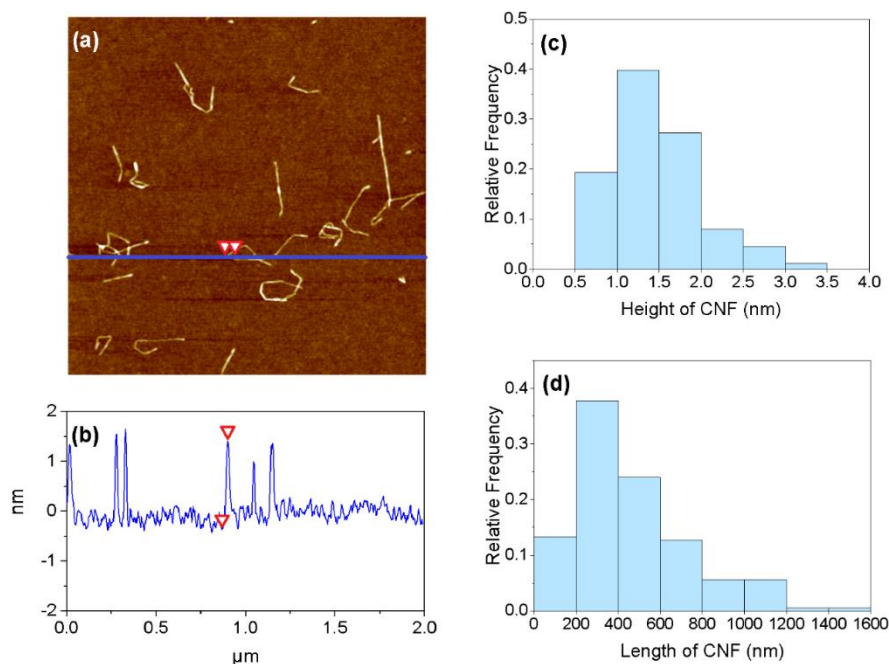 (a)
(b)
2
1
0
-1
-2
nm
0.0 0.5 1.0 1.5 2.0
µm
(c)
0.5
0.4
0.3
0.2
0.1
0.0
Relative Frequency
0.0 0.5 1.0 1.5 2.0 2.5 3.0 3.5 4.0
Height of CNF (nm)
(d)
0.4
0.3
0.2
0.1
0.0
Relative Frequency
0 200 400 600 800 1000 1200 1400 1600
Length of CNF (nm)